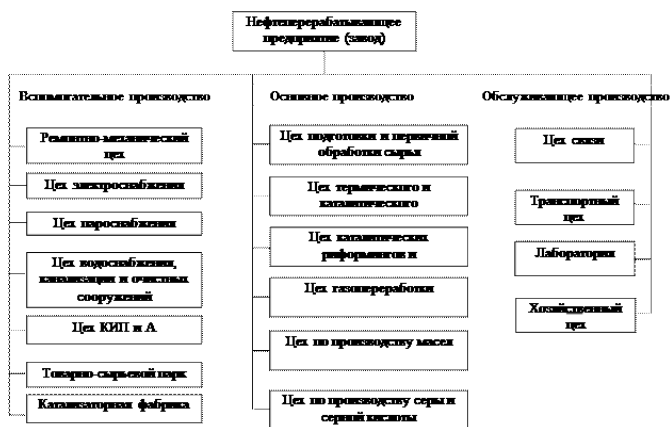 Нефтеперерабатывающее
предприятие (завод)
Вспомогательное производство
Основное производство
Обслуживающее производство
Ремонтно-механический
цех
Цех электроснабжения
Цех пароснабжения
Цех водоснабжения,
канализации и очистных
сооружений
Цех КИП и А
Товарно-сырьевой парк
Катализаторная фабрика
Цех подготовки и первичной
обработки сырья
Цех термического и
каталитического
Цех каталитических
риформингов и
Цех газопереработки
Цех по производству масел
Цех по производству серы и
серной кислоты
Цех связи
Транспортный
цех
Лаборатория
Хозяйственный
цех